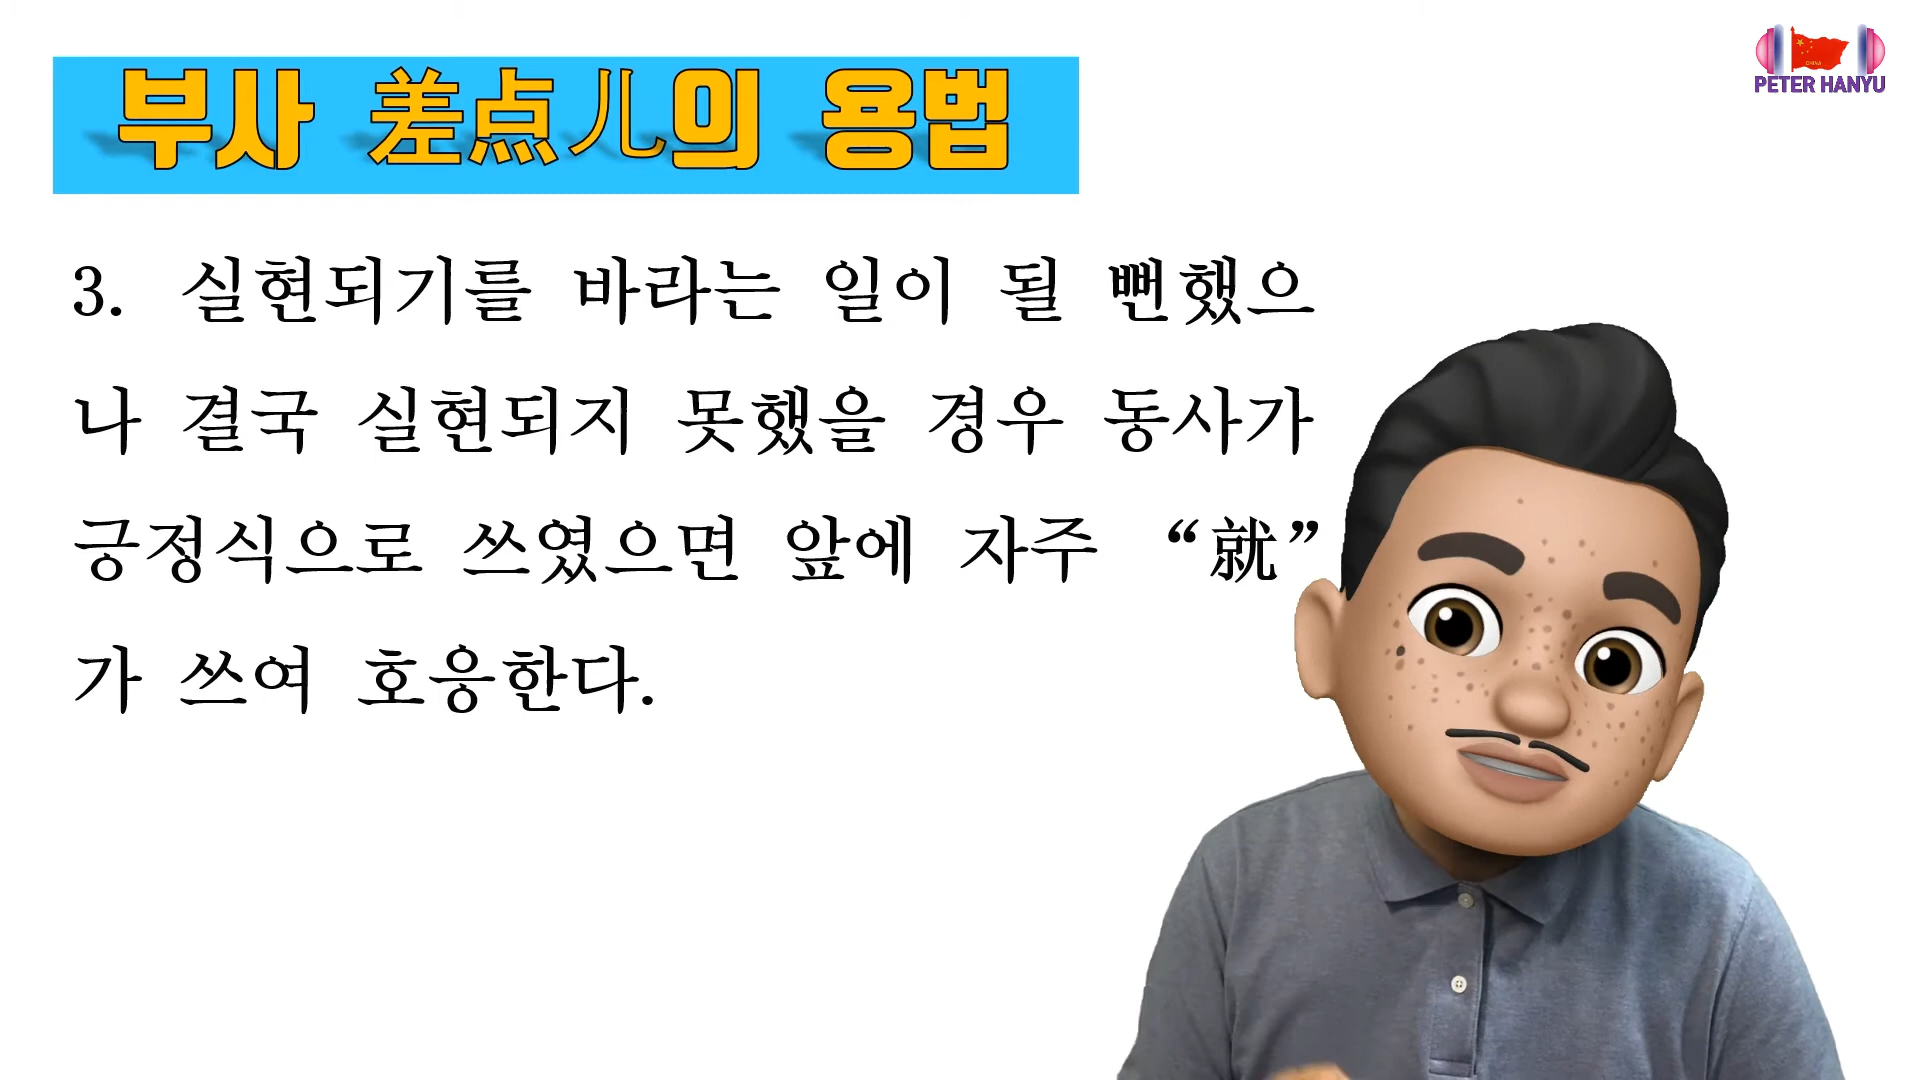 부사 差点儿의 용법
PETER HANYU
3. 실현되기를 바라는 일이 될 뻔했으
나 결국 실현되지 못했을 경우 동사가
긍정식으로 쓰였으면 앞에 자주 “就”
가 쓰여 호응한다.